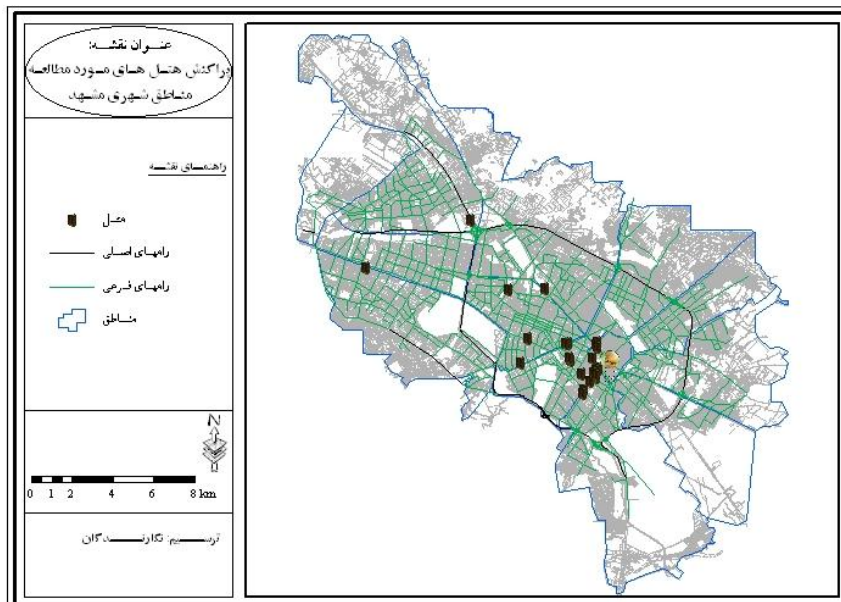 عنوان نقشه:
پراکنش هتل های مورد مطالعه
مناطق شهری مشهد
راهنمای نقشه
هتل
راههای اصلی
راههای فرعی
مناطق
N
0 1 2 4 6 8 km
ترسیم: نگارندگان